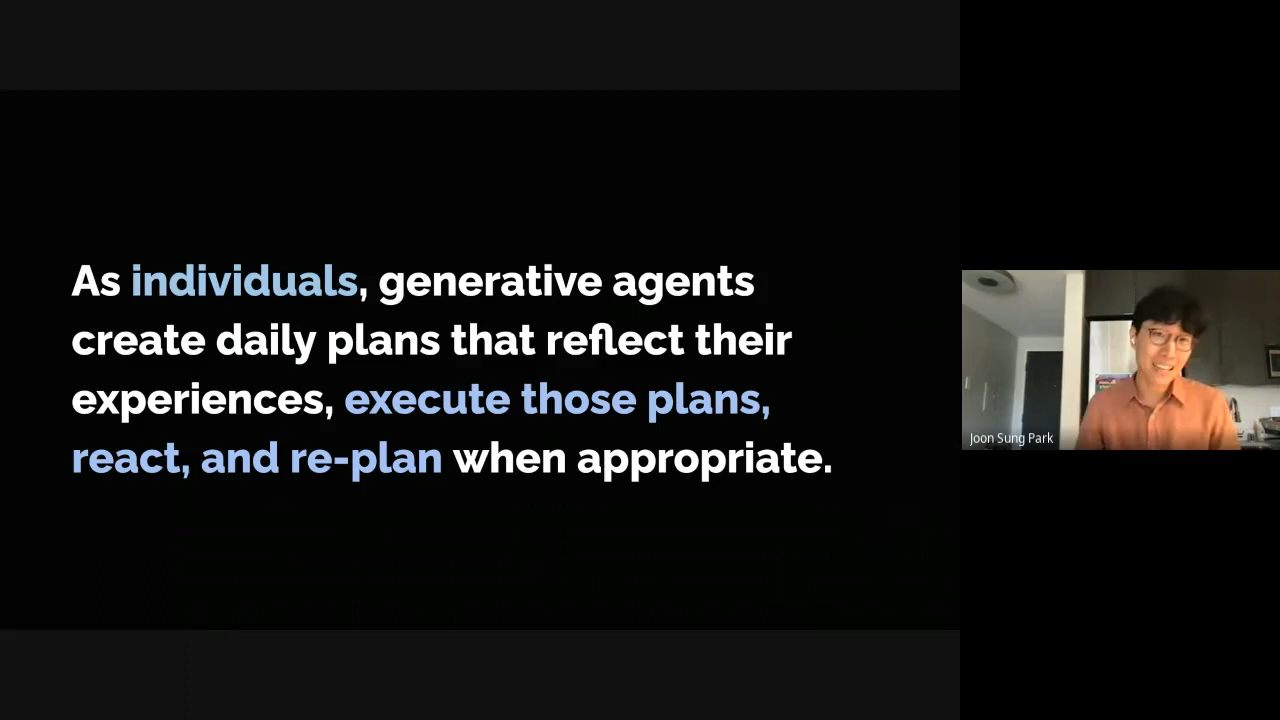 As individuals, generative agents
create daily plans that reflect their
experiences, execute those plans,
react, and re-plan when appropriate.
Joon Sung Park